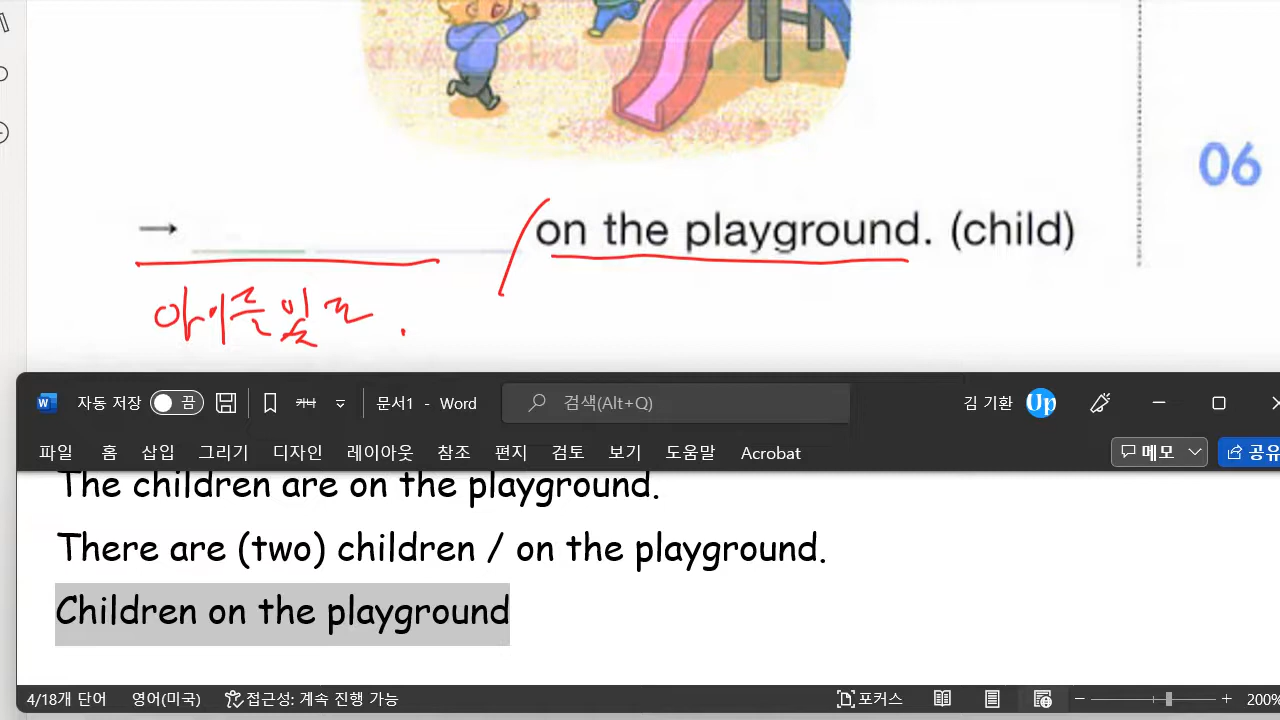 06
→ on the playground. (child)
아이들 있는
자동 저장 끔 가나 문서1 - Word 검색(Alt+Q) 김 기환 Up
파일 홈 삽입 그리기 디자인 레이아웃 참조 편지 검토 보기 도움말 Acrobat 메모 공유
The children are on the playground.
There are (two) children / on the playground.
Children on the playground
4/18개 단어 영어(미국) 접근성: 계속 진행 가능 포커스 200%